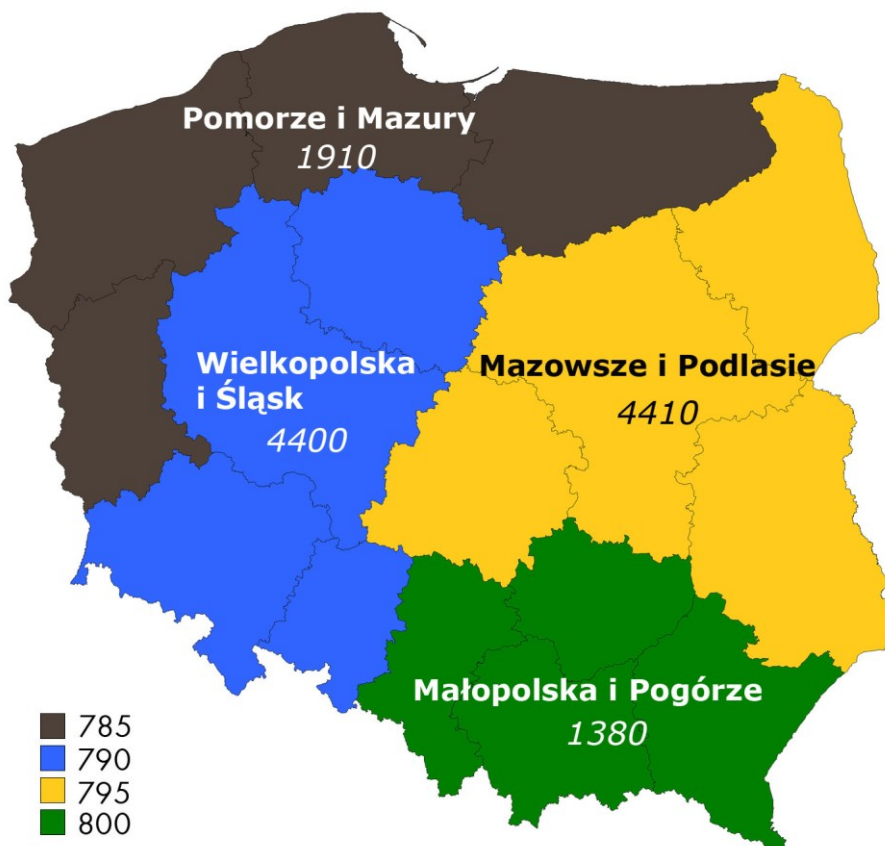 Pomorze i Mazury
1910
Wielkopolska
i Śląsk
4400
Mazowsze i Podlasie
4410
Małopolska i Pogórze
1380
785
790
795
800